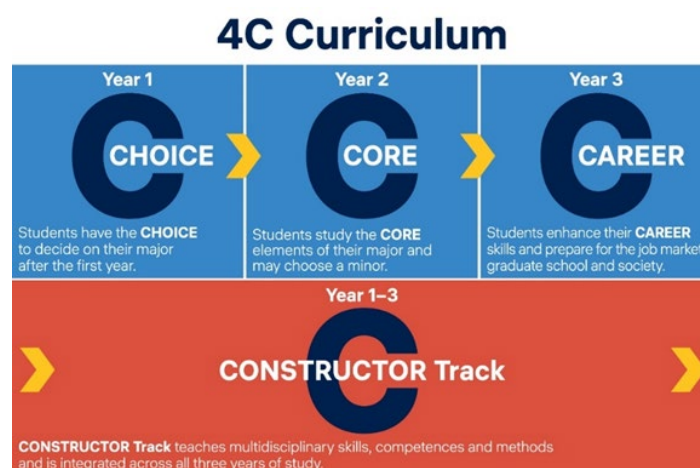 4C Curriculum
Year 1
C
CHOICE
Students have the CHOICE
to decide on their major
after the first year.
Year 2
C
CORE
Students study the CORE
elements of their major and
may choose a minor.
Year 3
C
CAREER
Students enhance their CAREER
skills and prepare for the job market
graduate school and society.
Year 1–3
C
CONSTRUCTOR Track
CONSTRUCTOR Track teaches multidisciplinary skills, competences and methods
and is integrated across all three years of study.